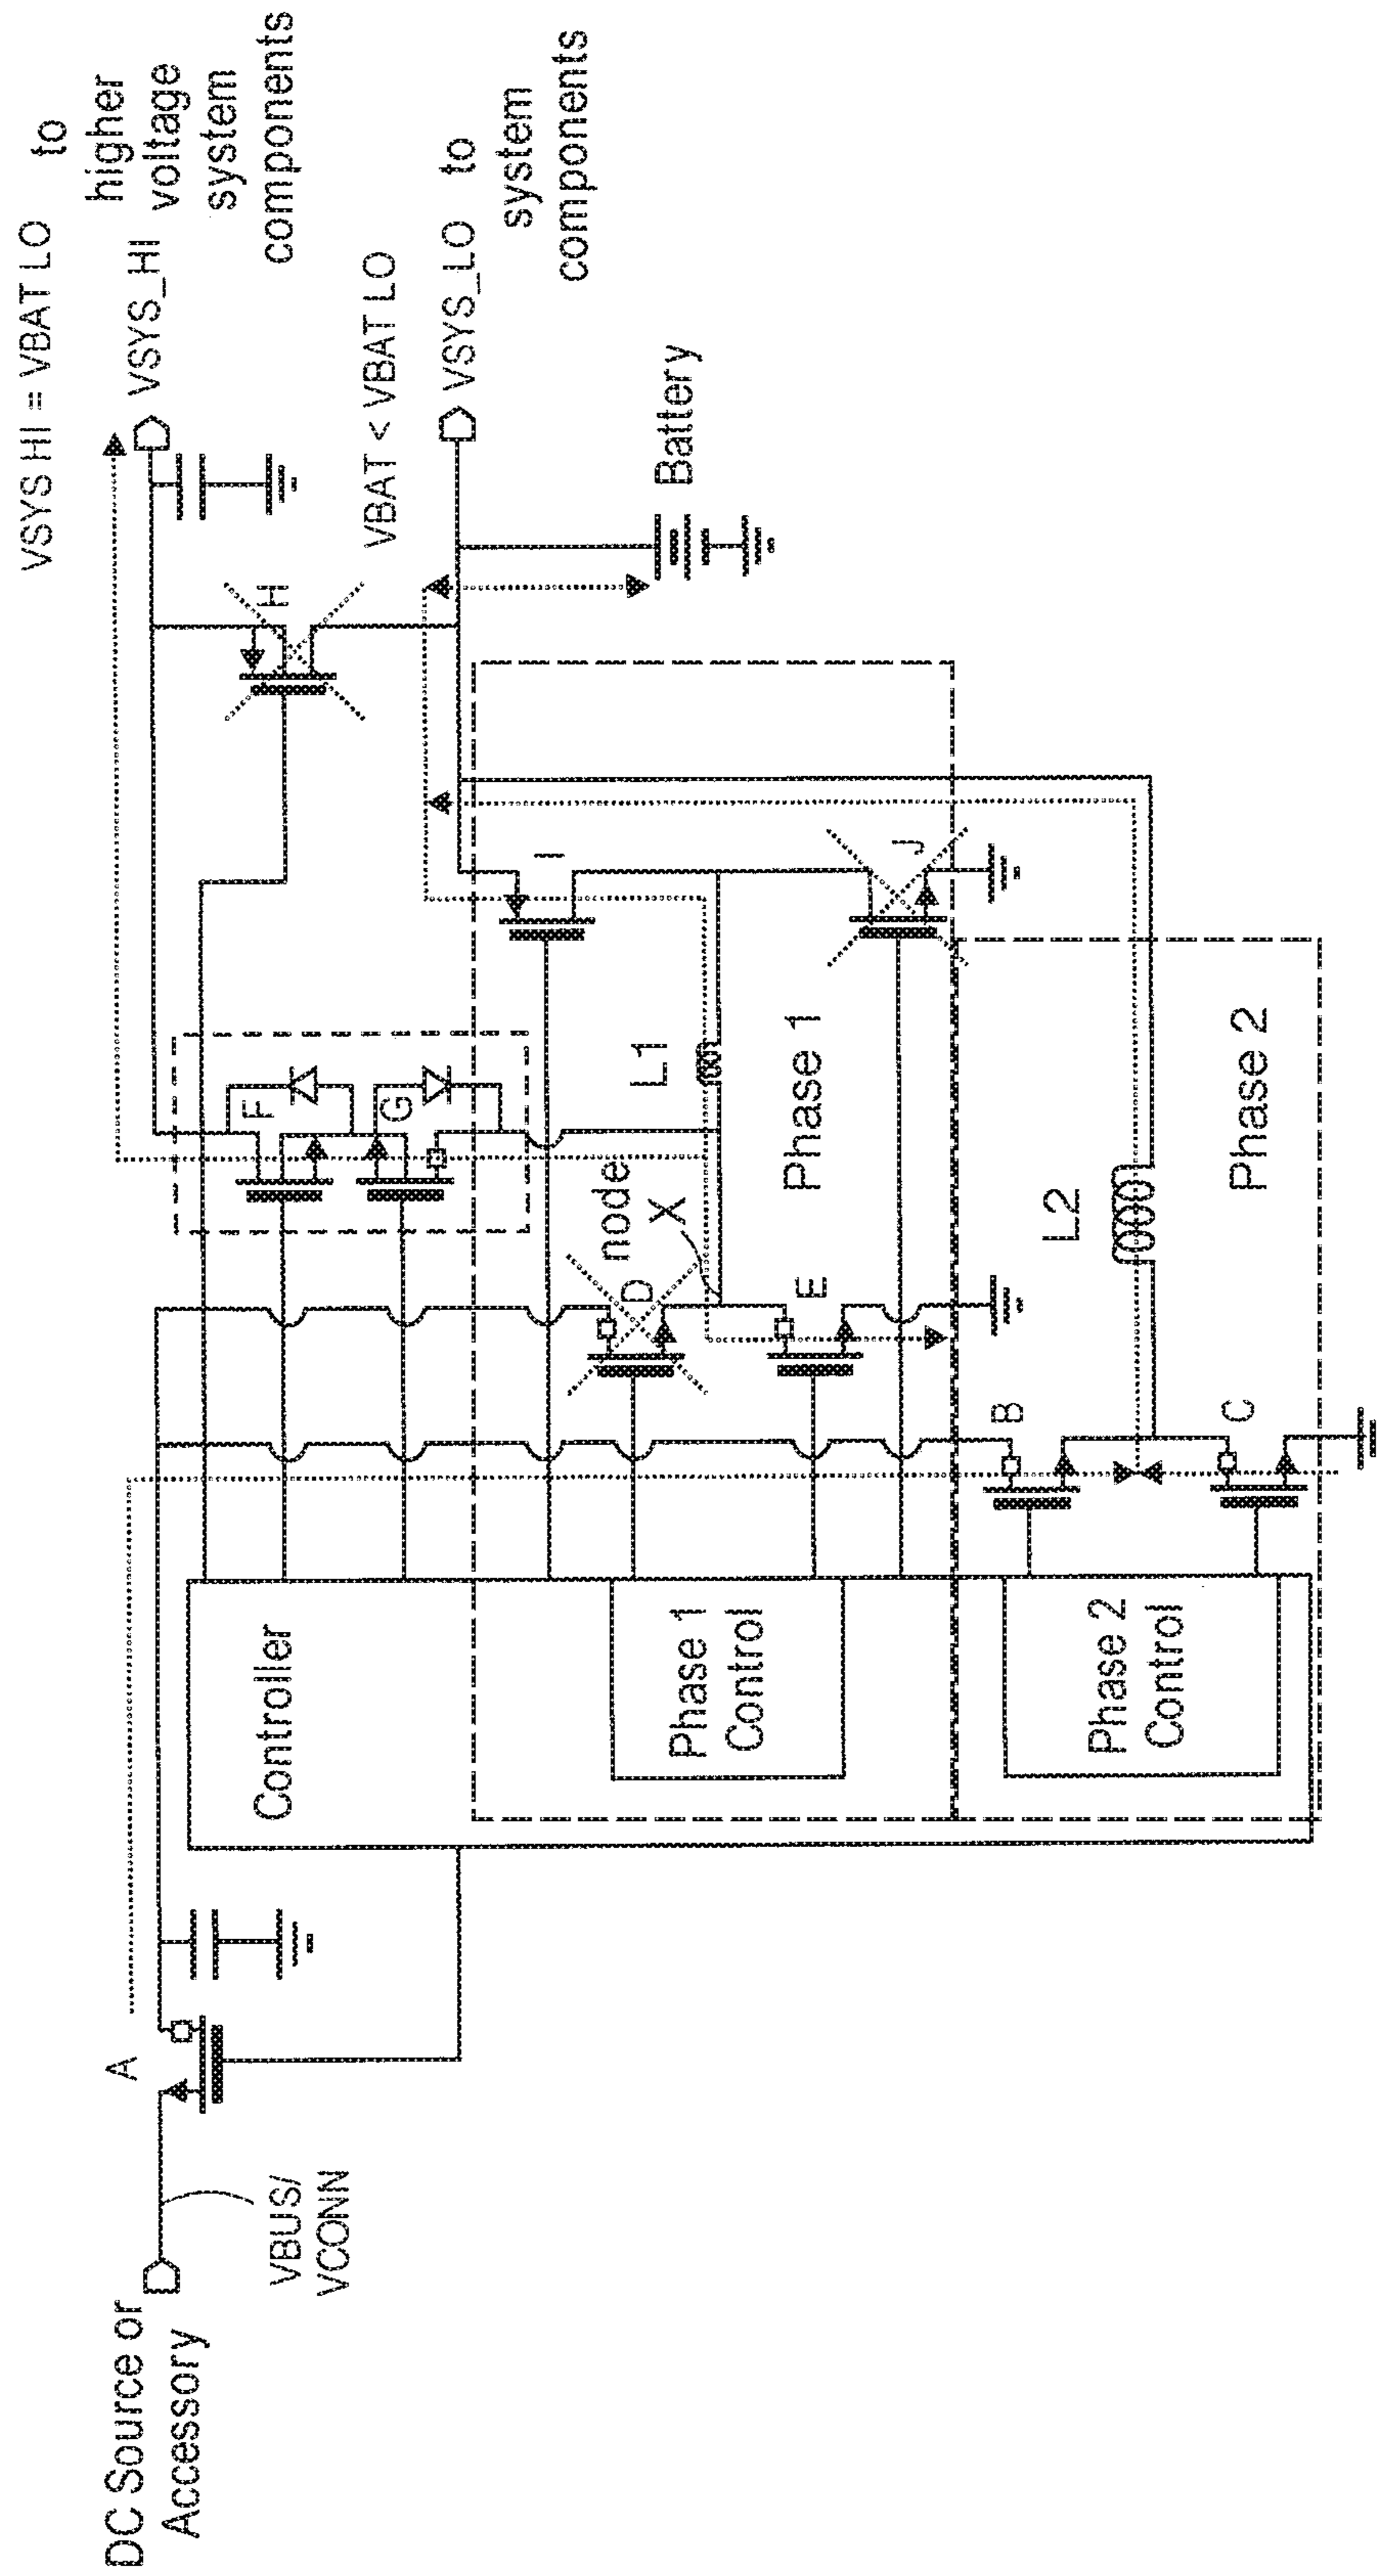 DC Source or
Accessory
VBUS/
VCONN
A
Controller
Phase 1
Control
Phase 2
Control
B
C
D
E
node
X
F
G
L1
Phase 1
L2
Phase 2
I
J
H
Battery
VSYS HI = VBAT LO
VSYS_HI
to
higher
voltage
system
components
VBAT < VBAT LO
VSYS_LO
to
system
components